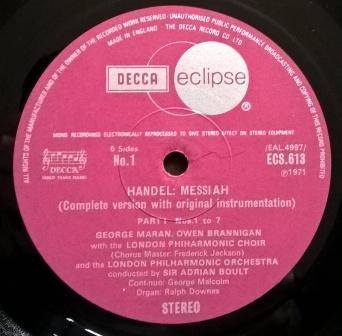 ALL RIGHTS OF THE MANUFACTURER AND OF THE OWNER OF THE RECORDED WORK RESERVED · UNAUTHORISED PUBLIC PERFORMANCE BROADCASTING AND COPYING OF THIS RECORD PROHIBITED
MADE IN ENGLAND · THE DECCA RECORD CO LTD
DECCA eclipse
®
MONO RECORDINGS ELECTRONICALLY REPROCESSED TO GIVE STEREO EFFECT ON STEREO EQUIPMENT
DECCA
6 Sides
No.1
/EAL.4997/
ECS.613
℗1971
HANDEL: MESSIAH
(Complete version with original instrumentation)
PART I Nos.1 to 7
GEORGE MARAN, OWEN BRANNIGAN
with the LONDON PHILHARMONIC CHOIR
(Chorus Master: Frederick Jackson)
and the LONDON PHILHARMONIC ORCHESTRA
conducted by SIR ADRIAN BOULT
Continuo: George Malcolm
Organ: Ralph Downes
STEREO